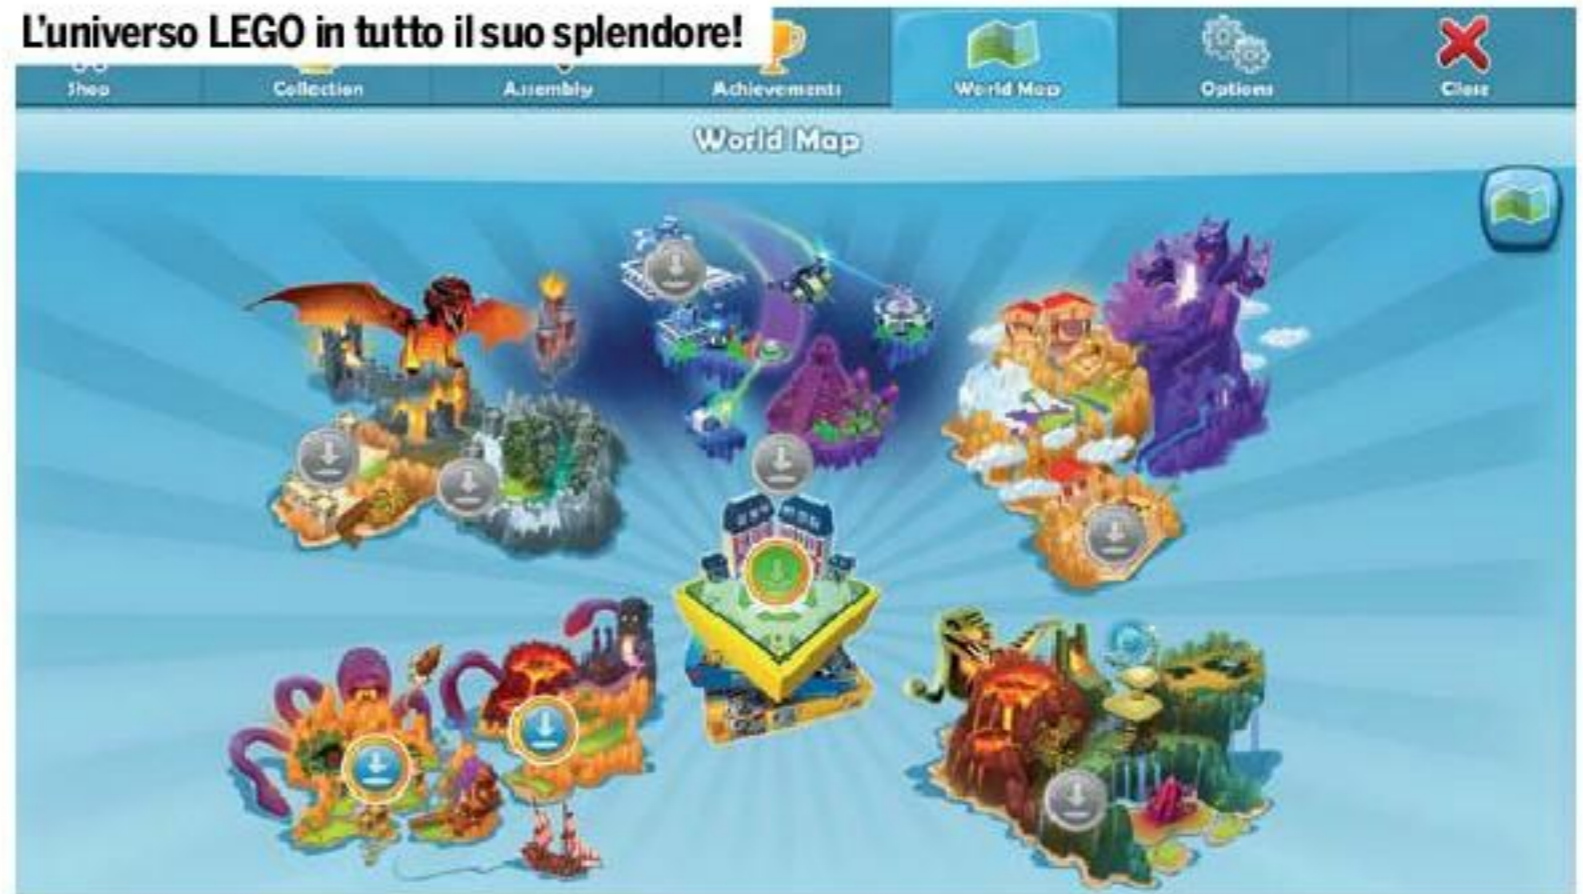 L'universo LEGO in tutto il suo splendore!
Shop Collection Assembly Achievements World Map Options Close
World Map